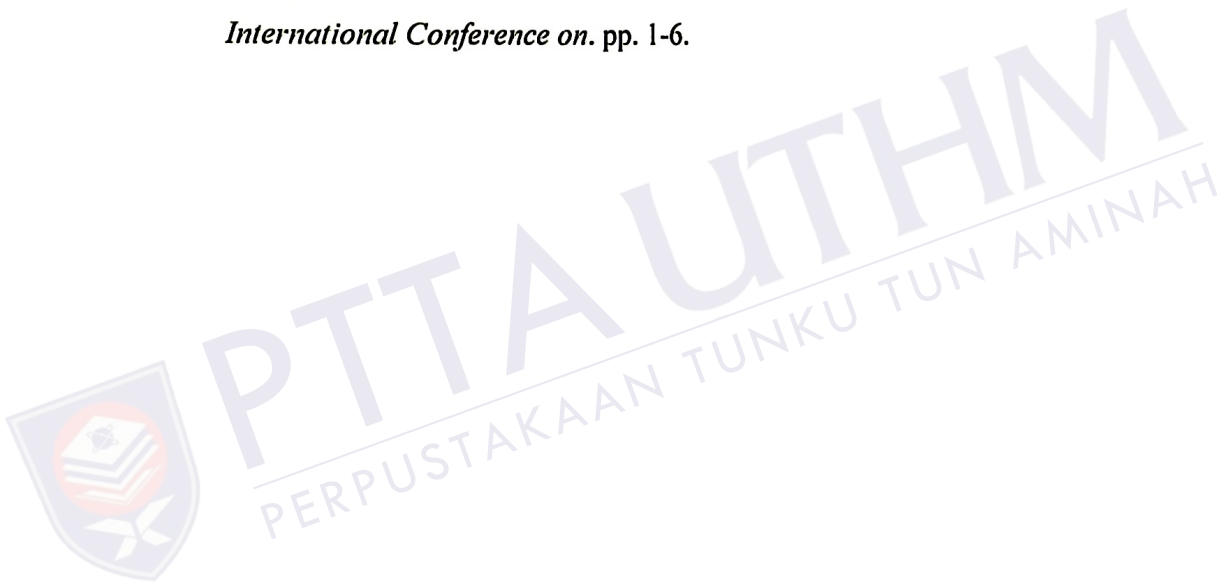 International Conference on. pp. 1-6.
PTTA UTHM
PERPUSTAKAAN TUNKU TUN AMINAH